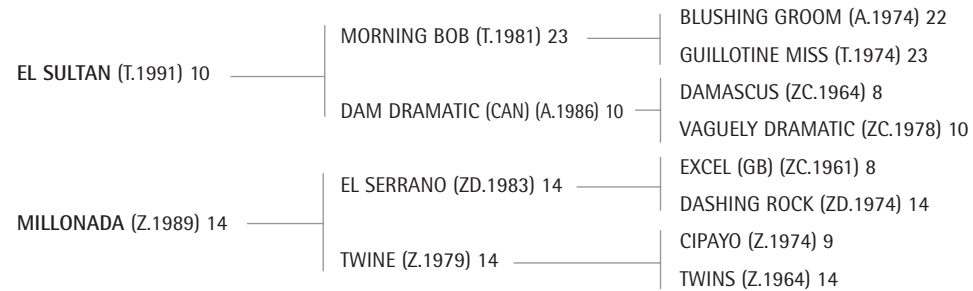 BLUSHING GROOM (A.1974) 22
MORNING BOB (T.1981) 23
GUILLOTINE MISS (T.1974) 23
EL SULTAN (T.1991) 10
DAMASCUS (ZC.1964) 8
DAM DRAMATIC (CAN) (A.1986) 10
VAGUELY DRAMATIC (ZC.1978) 10
EXCEL (GB) (ZC.1961) 8
EL SERRANO (ZD.1983) 14
DASHING ROCK (ZD.1974) 14
MILLONADA (Z.1989) 14
CIPAYO (Z.1974) 9
TWINE (Z.1979) 14
TWINS (Z.1964) 14